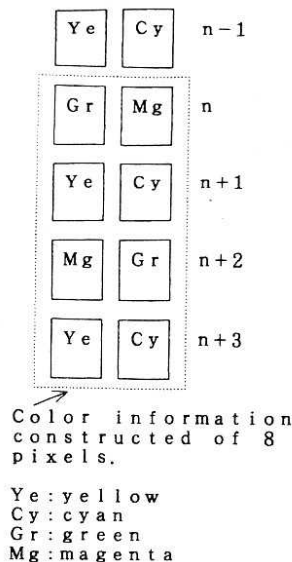 Ye Cy n-1
Gr Mg n
Ye Cy n+1
Mg Gr n+2
Ye Cy n+3
Color information
constructed of 8
pixels.
Ye:yellow
Cy:cyan
Gr:green
Mg:magenta